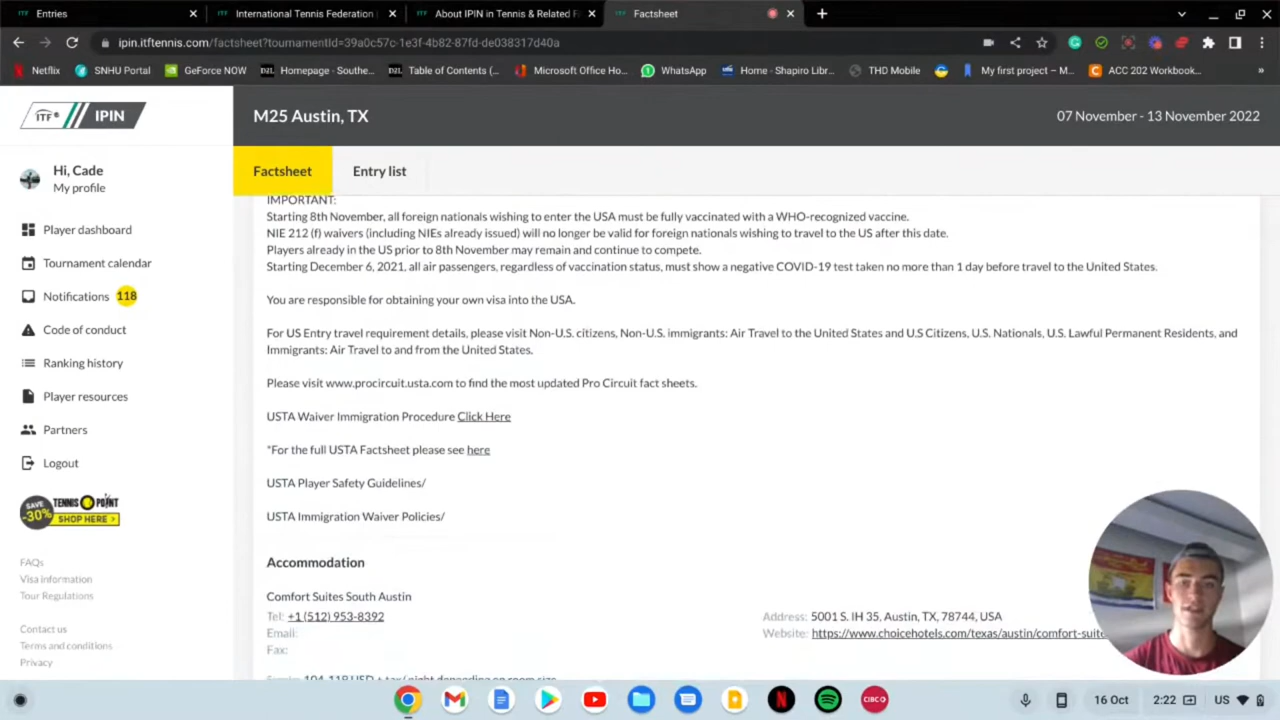 Entries
International Tennis Federation
About IPIN in Tennis & Related F
Factsheet
ipin.itftennis.com/factsheet?tournamentId=39a0c57c-1e3f-4b82-87fd-de038317d40a
Netflix
SNHU Portal
GeForce NOW
Homepage - Southe...
Table of Contents (...
Microsoft Office Ho...
WhatsApp
Home - Shapiro Libr...
THD Mobile
My first project – M...
ACC 202 Workbook...
»
ITF IPIN
M25 Austin, TX
07 November - 13 November 2022
Hi, Cade
My profile
Factsheet
Entry list
Player dashboard
Tournament calendar
Notifications 118
Code of conduct
Ranking history
Player resources
Partners
Logout
SAVE -30%
TENNIS POINT
SHOP HERE >
FAQs
Visa information
Tour Regulations
Contact us
Terms and conditions
Privacy
IMPORTANT:
Starting 8th November, all foreign nationals wishing to enter the USA must be fully vaccinated with a WHO-recognized vaccine.
NIE 212 (f) waivers (including NIEs already issued) will no longer be valid for foreign nationals wishing to travel to the US after this date.
Players already in the US prior to 8th November may remain and continue to compete.
Starting December 6, 2021, all air passengers, regardless of vaccination status, must show a negative COVID-19 test taken no more than 1 day before travel to the United States.
You are responsible for obtaining your own visa into the USA.
For US Entry travel requirement details, please visit Non-U.S. citizens, Non-U.S. immigrants: Air Travel to the United States and U.S Citizens, U.S. Nationals, U.S. Lawful Permanent Residents, and
Immigrants: Air Travel to and from the United States.
Please visit www.procircuit.usta.com to find the most updated Pro Circuit fact sheets.
USTA Waiver Immigration Procedure Click Here
*For the full USTA Factsheet please see here
USTA Player Safety Guidelines/
USTA Immigration Waiver Policies/
Accommodation
Comfort Suites South Austin
Tel: +1 (512) 953-8392
Address: 5001 S. IH 35, Austin, TX, 78744, USA
Email:
Website: https://www.choicehotels.com/texas/austin/comfort-suite
Fax:
104-118 USD + tax / night depending on room size
CIBC
16 Oct
2:22
US